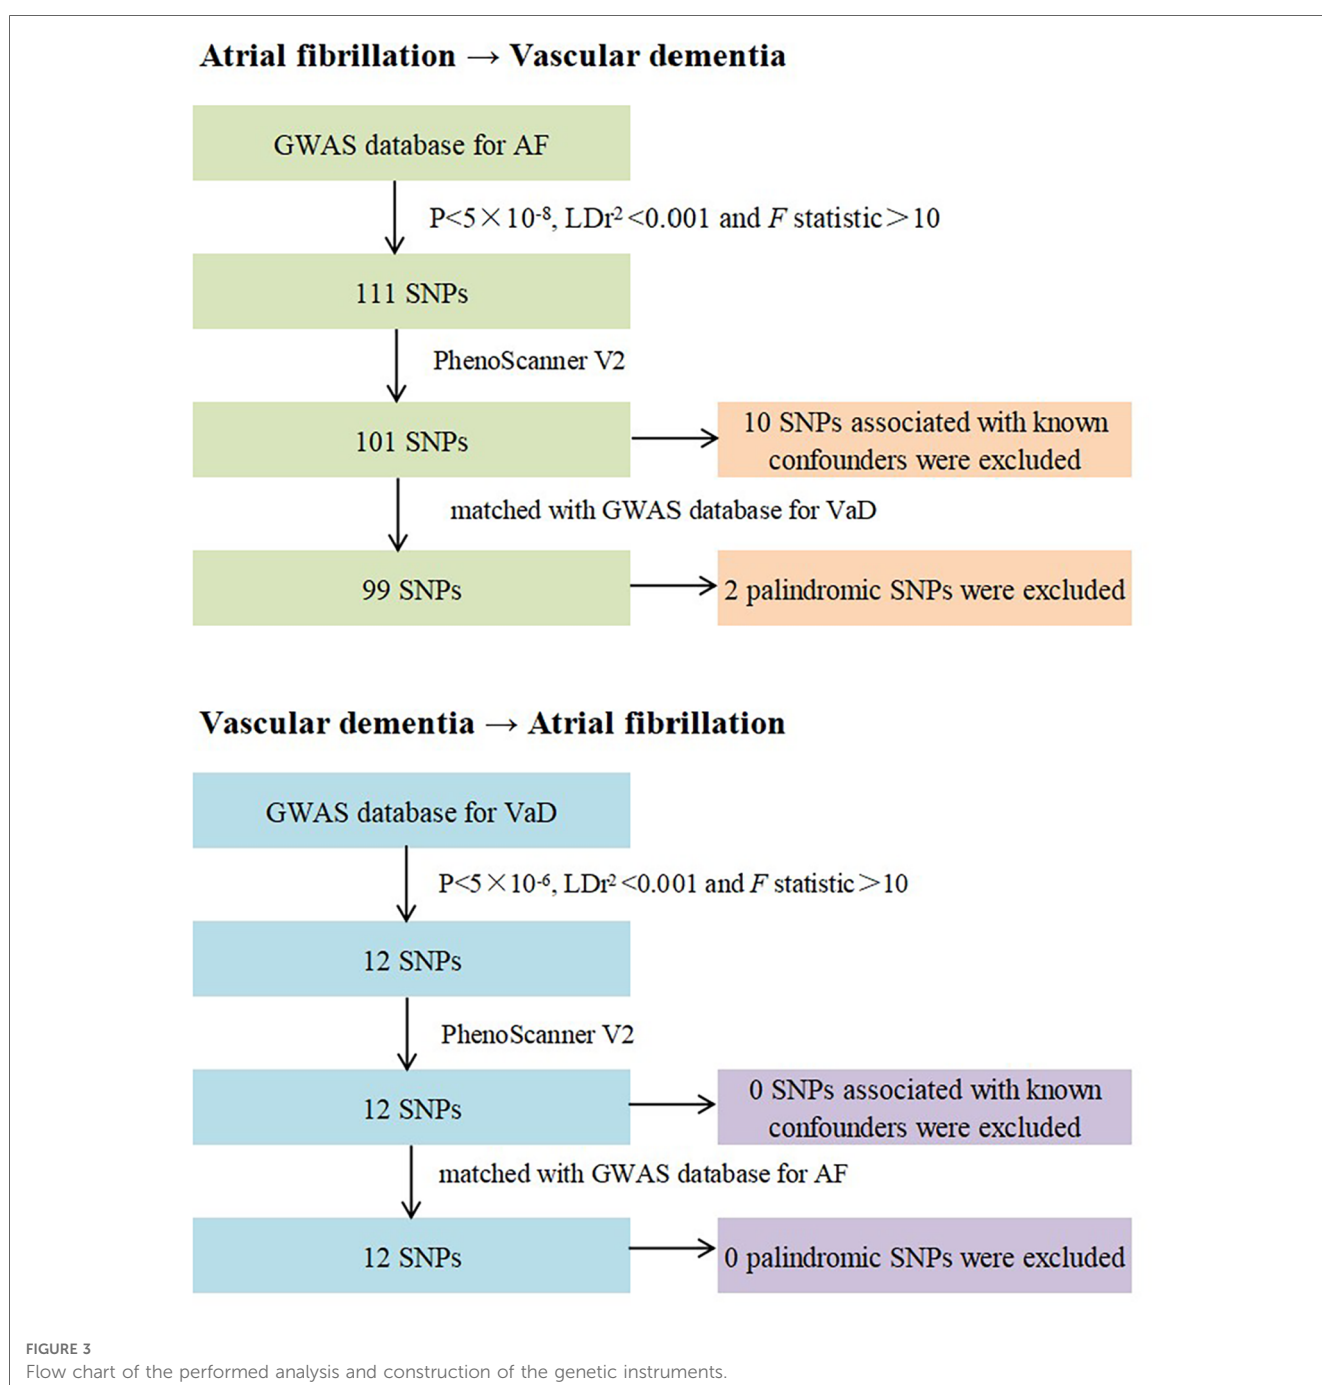 Atrial fibrillation → Vascular dementia
GWAS database for AF
P<5×10⁻⁸, LDr²<0.001 and F statistic>10
111 SNPs
PhenoScanner V2
101 SNPs
10 SNPs associated with known
confounders were excluded
matched with GWAS database for VaD
99 SNPs
2 palindromic SNPs were excluded
Vascular dementia → Atrial fibrillation
GWAS database for VaD
P<5×10⁻⁶, LDr²<0.001 and F statistic>10
12 SNPs
PhenoScanner V2
12 SNPs
0 SNPs associated with known
confounders were excluded
matched with GWAS database for AF
12 SNPs
0 palindromic SNPs were excluded
FIGURE 3
Flow chart of the performed analysis and construction of the genetic instruments.